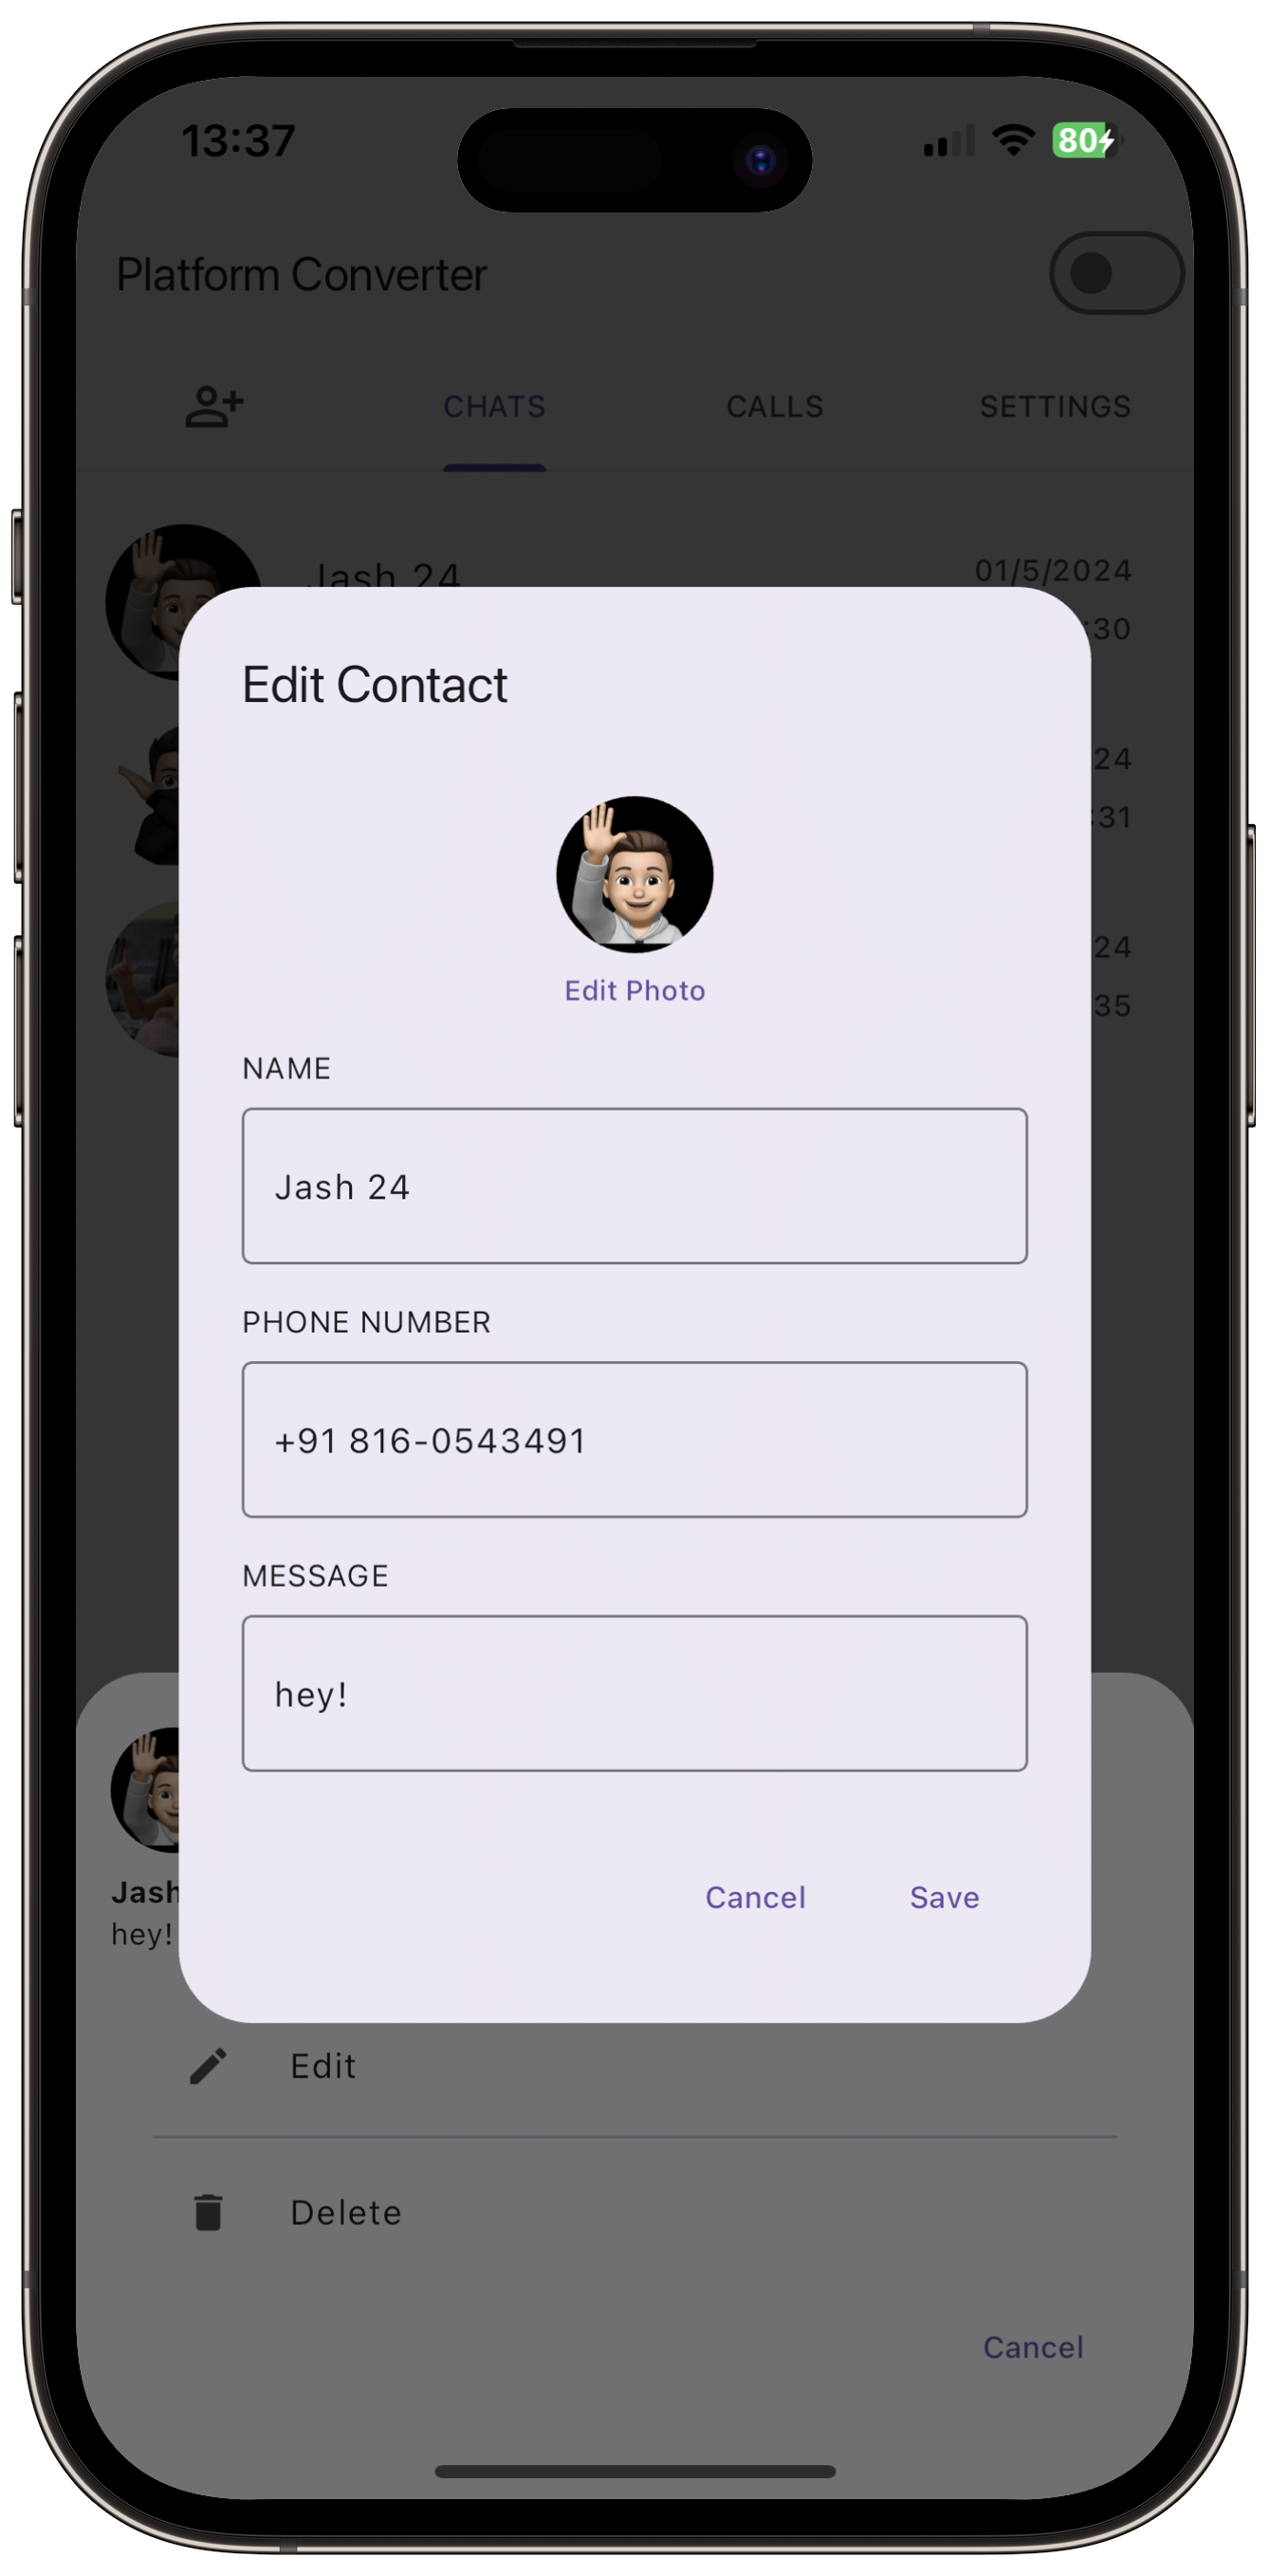 13:37
80
Platform Converter
CHATS CALLS SETTINGS
Jash 24 01/5/2024
:30
24
:31
24
35
Edit Contact
Edit Photo
NAME
Jash 24
PHONE NUMBER
+91 816-0543491
MESSAGE
hey!
Cancel Save
Jash
hey!
Edit
Delete
Cancel